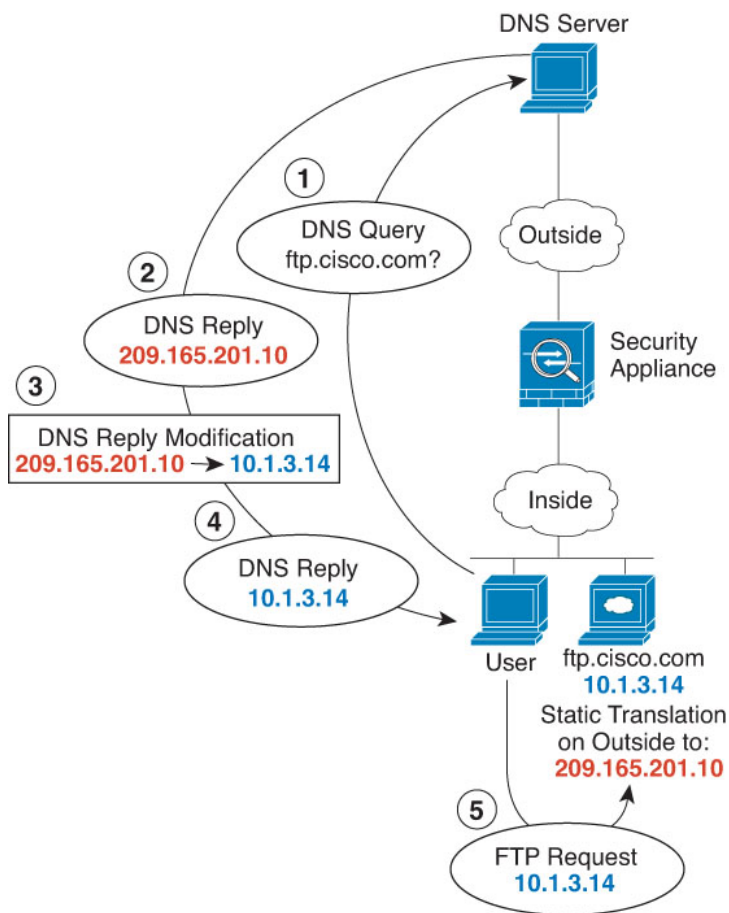 DNS Server
1
DNS Query
ftp.cisco.com?
Outside
2
DNS Reply
209.165.201.10
Security
Appliance
3
DNS Reply Modification
209.165.201.10 → 10.1.3.14
Inside
4
DNS Reply
10.1.3.14
User
ftp.cisco.com
10.1.3.14
Static Translation
on Outside to:
209.165.201.10
5
FTP Request
10.1.3.14